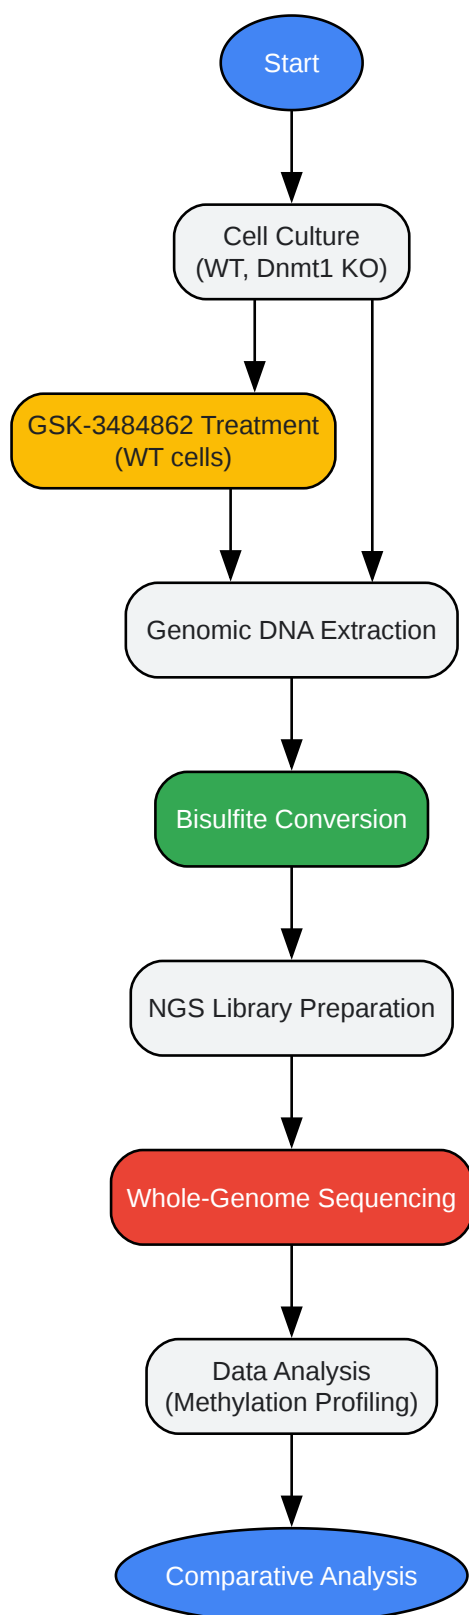 Start
Cell Culture
(WT, Dnmt1 KO)
GSK-3484862 Treatment
(WT cells)
Genomic DNA Extraction
Bisulfite Conversion
NGS Library Preparation
Whole-Genome Sequencing
Data Analysis
(Methylation Profiling)
Comparative Analysis